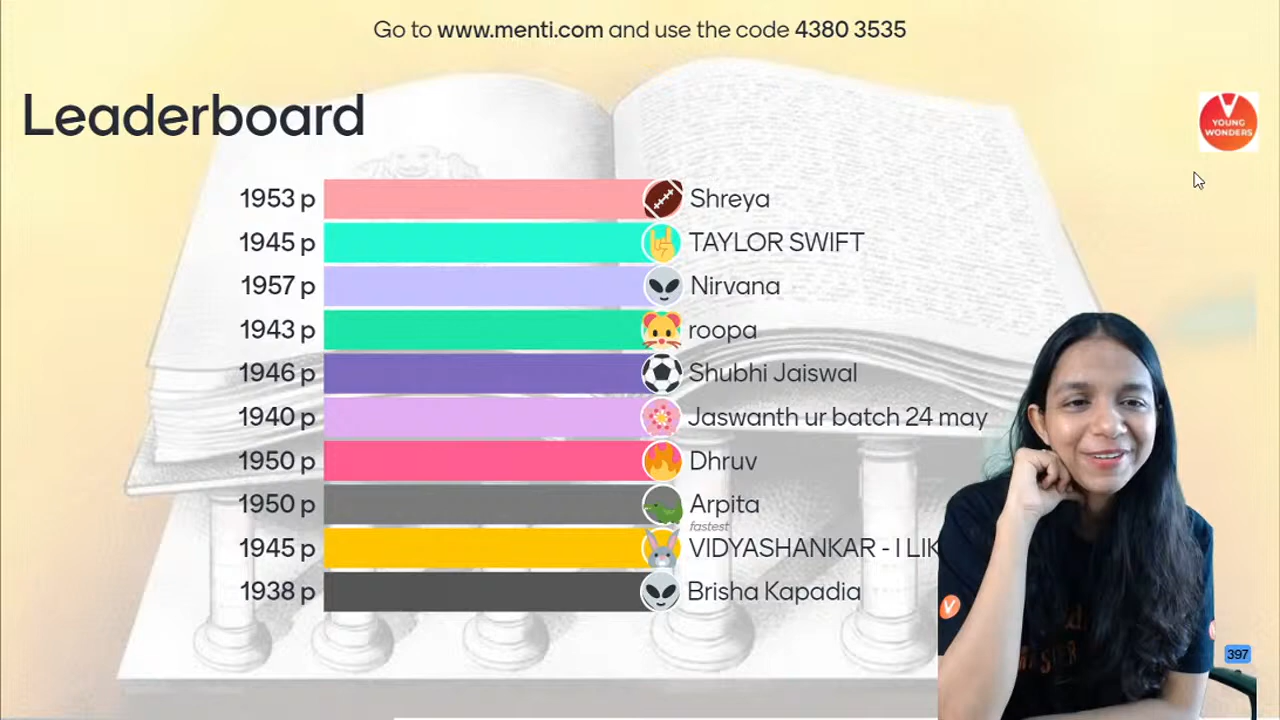 Go to www.menti.com and use the code 4380 3535
Leaderboard
V
YOUNG
WONDERS
1953 p Shreya
1945 p TAYLOR SWIFT
1957 p Nirvana
1943 p roopa
1946 p Shubhi Jaiswal
1940 p Jaswanth ur batch 24 may
1950 p Dhruv
1950 p Arpita
fastest
1945 p VIDYASHANKAR - I LIK
1938 p Brisha Kapadia
V
397